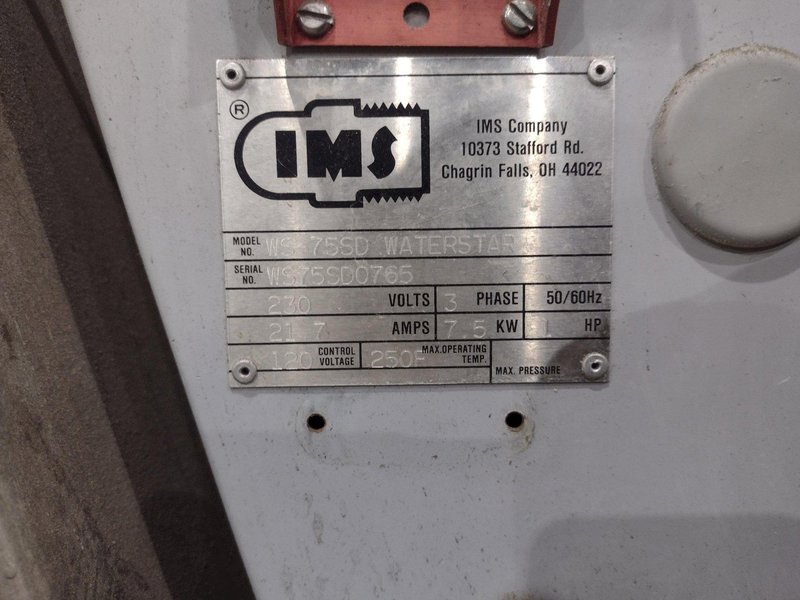 ® IMS
IMS Company
10373 Stafford Rd.
Chagrin Falls, OH 44022
MODEL NO. WS-75SD WATERSTAR
SERIAL NO. WS75SD0765
230 VOLTS 3 PHASE 50/60Hz
21.7 AMPS 7.5 KW 1 HP
120 CONTROL VOLTAGE 250F MAX.OPERATING TEMP. MAX. PRESSURE